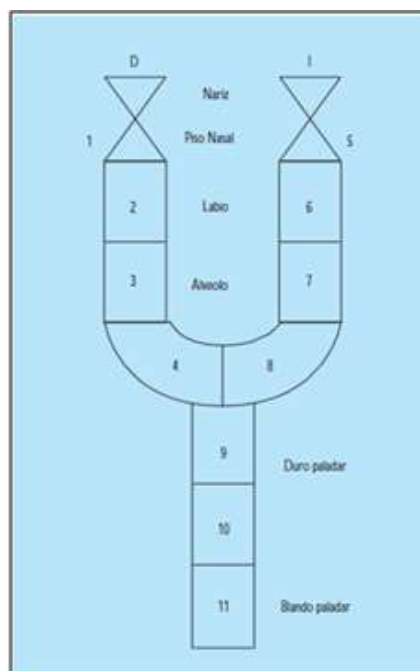 D I
Nariz
1 Piso Nasal 5
2 Labio 6
3 Alveolo 7
4 8
9 Duro paladar
10
11 Blando paladar